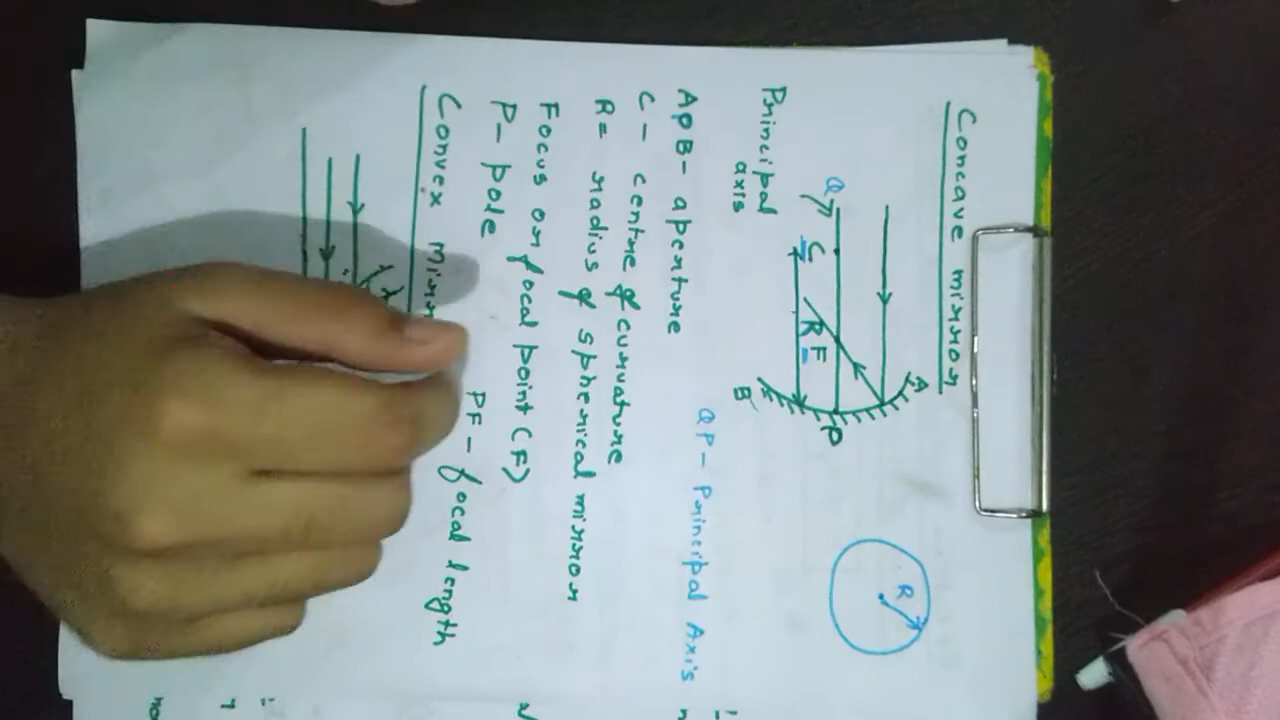 Concave mirror
A
Q
C
R
F
P
B
R
Principal
axis
QP - Principal Axis
APB - aperture
C - centre of curvature
R = radius of spherical mirror
Focus or focal point (F)
P - pole
PF - focal length
Convex